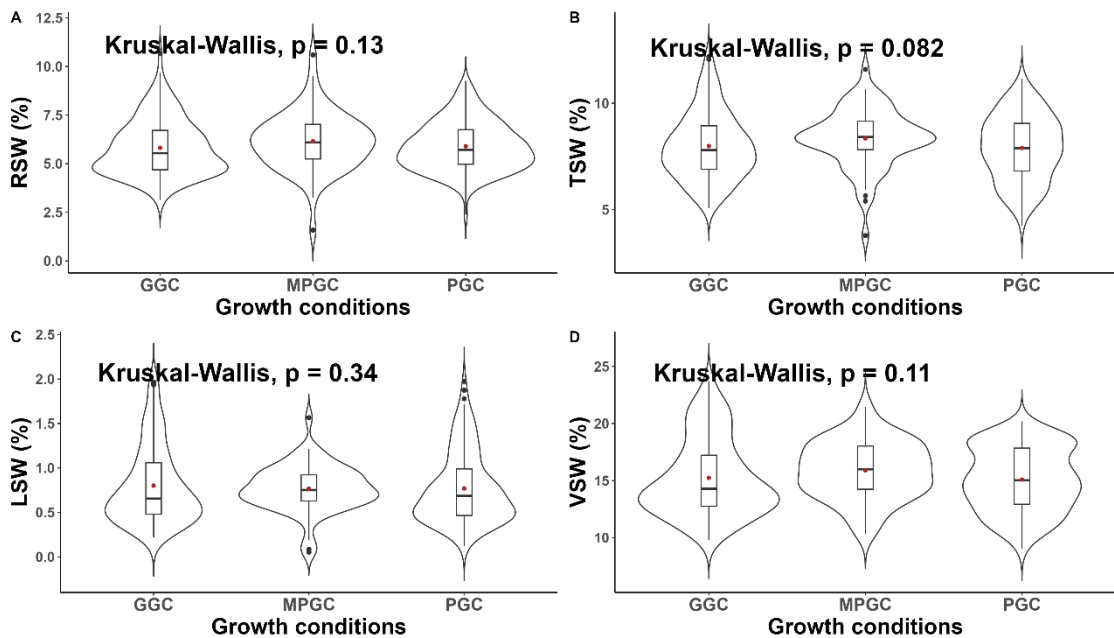 A
12.5
10.0
7.5
5.0
2.5
0.0
RSW (%)
Kruskal-Wallis, p = 0.13
GGC MPGC PGC
Growth conditions
B
10
5
TSW (%)
Kruskal-Wallis, p = 0.082
GGC MPGC PGC
Growth conditions
C
2.5
2.0
1.5
1.0
0.5
0.0
LSW (%)
Kruskal-Wallis, p = 0.34
GGC MPGC PGC
Growth conditions
D
25
20
15
10
VSW (%)
Kruskal-Wallis, p = 0.11
GGC MPGC PGC
Growth conditions